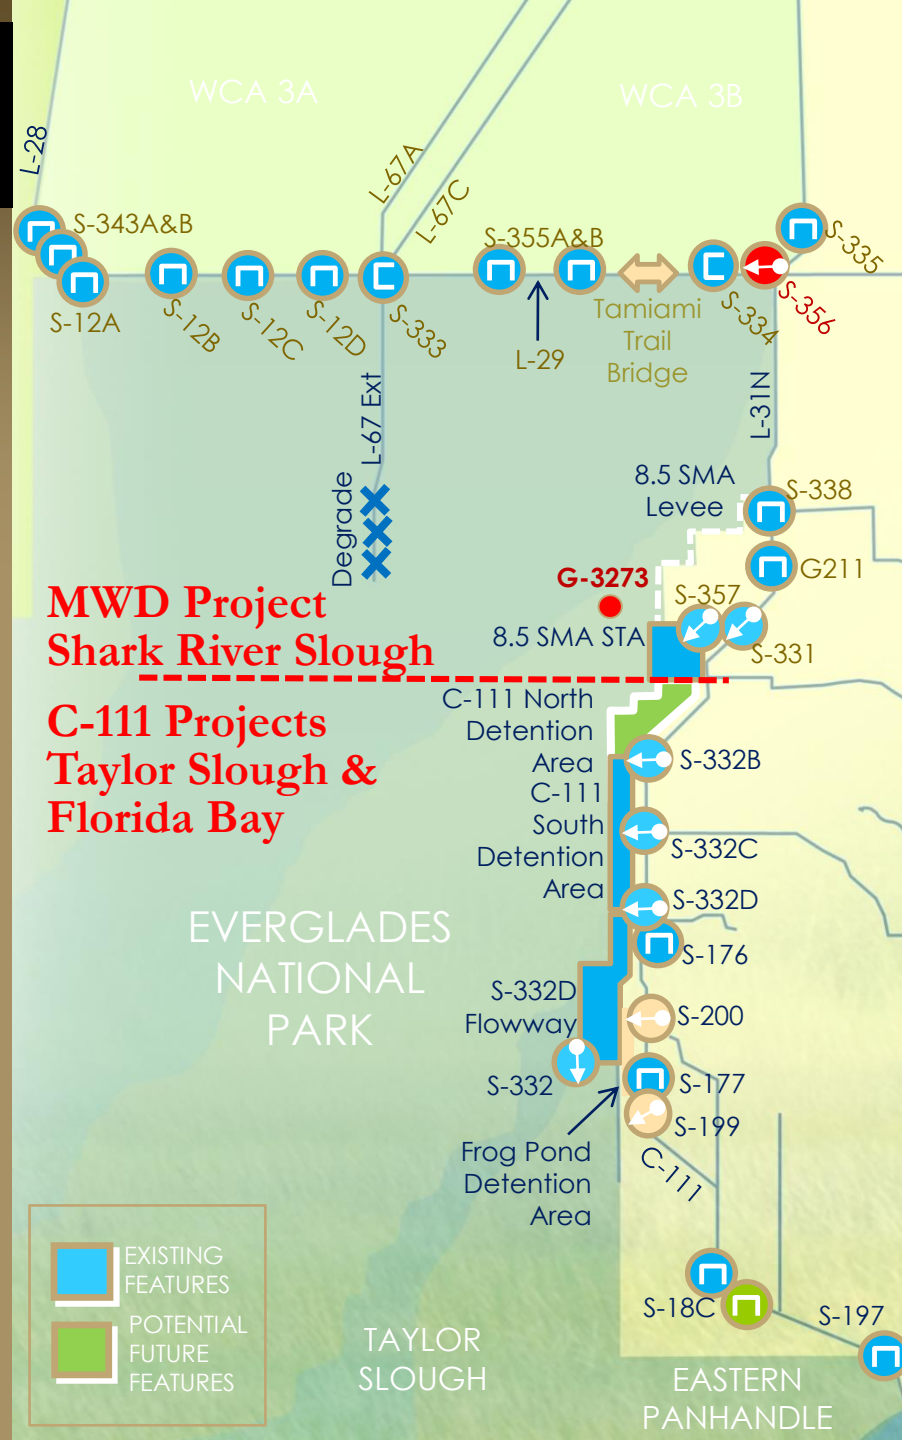 WCA 3A
WCA 3B
L-28
L-67A
L-67C
S-343A&B
S-355A&B
S-335
S-12A
S-12B
S-12C
S-12D
S-333
L-29
Tamiami
Trail
Bridge
S-334
S-356
L-67 Ext
Degrade
L-31N
8.5 SMA
Levee
S-338
G211
G-3273
S-357
8.5 SMA STA
S-331
MWD Project
Shark River Slough
C-111 Projects
Taylor Slough &
Florida Bay
C-111 North
Detention
Area
S-332B
C-111
South
Detention
Area
S-332C
S-332D
S-176
EVERGLADES
NATIONAL
PARK
S-332D
Flowway
S-200
S-332
S-177
S-199
Frog Pond
Detention
Area
C-111
EXISTING
FEATURES
POTENTIAL
FUTURE
FEATURES
S-18C
S-197
TAYLOR
SLOUGH
EASTERN
PANHANDLE